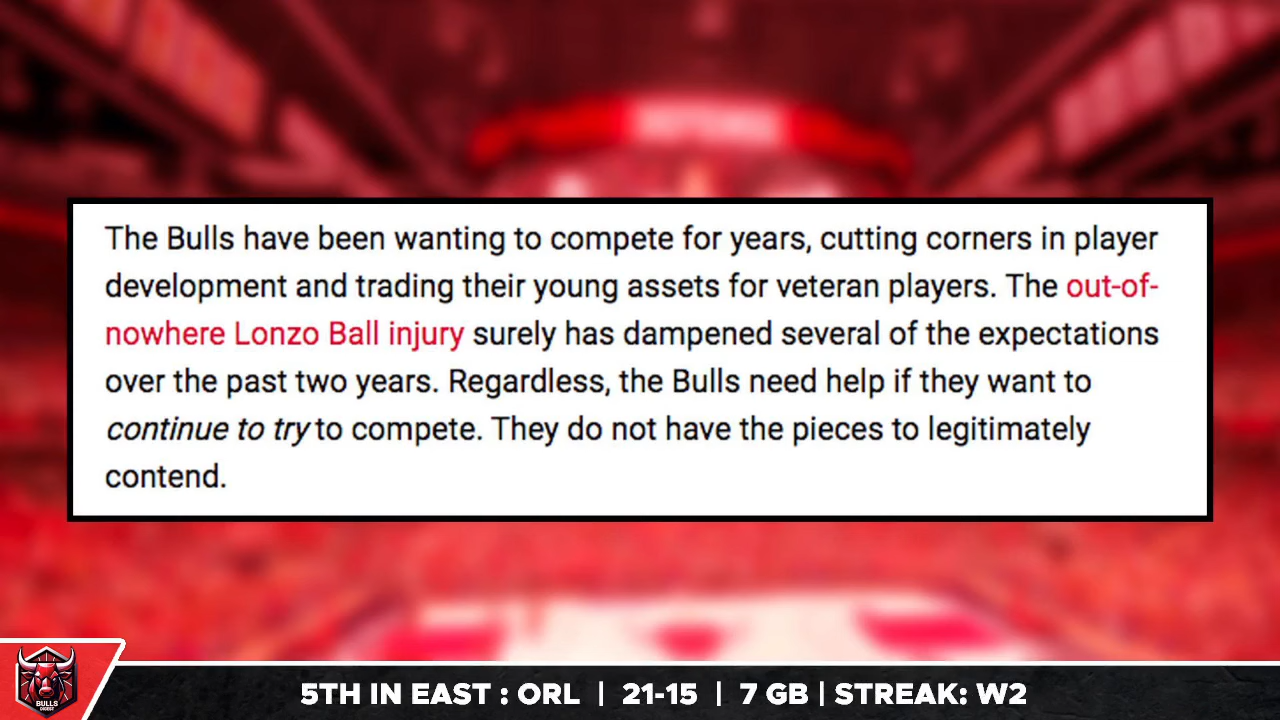 The Bulls have been wanting to compete for years, cutting corners in player
development and trading their young assets for veteran players. The out-of-
nowhere Lonzo Ball injury surely has dampened several of the expectations
over the past two years. Regardless, the Bulls need help if they want to
continue to try to compete. They do not have the pieces to legitimately
contend.
BULLS
DIGEST
5TH IN EAST : ORL | 21-15 | 7 GB | STREAK: W2